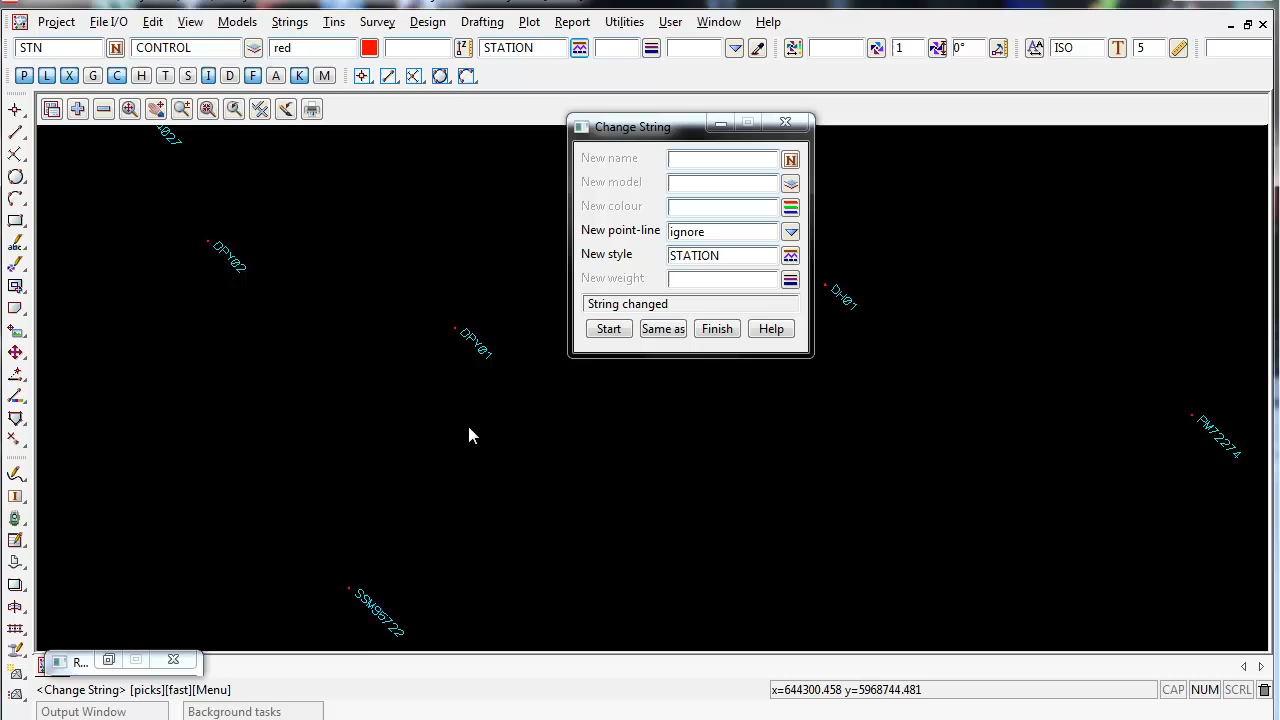 Project File I/O Edit View Models Strings Tins Survey Design Drafting Plot Report Utilities User Window Help
STN N CONTROL red STATION 1 0° ISO T 5
P L X G C H T S I D F A K M
Change String
New name N
New model
New colour
New point-line ignore
New style STATION
New weight
String changed
Start Same as Finish Help
DPY02
DPY01
DH01
PM72274
SSM95722
R...
<Change String> [picks][fast][Menu] x=644300.458 y=5968744.481 CAP NUM SCRL
Output Window Background tasks